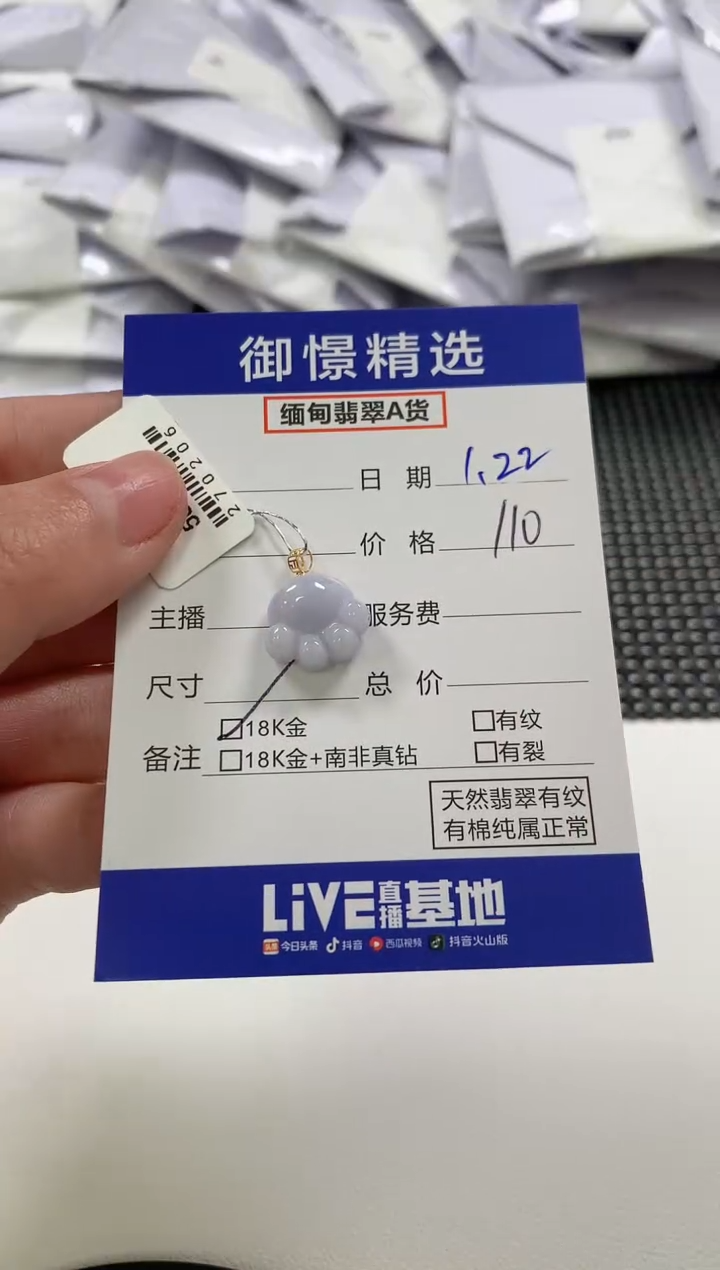 御憬精选
缅甸翡翠A货
270206
日期 1.22
价格 110
主播 服务费
尺寸 总价
备注 18K金 有纹
18K金+南非真钻 有裂
天然翡翠有纹
有棉纯属正常
LiVE直播基地
头条 今日头条 抖音 西瓜视频 抖音火山版